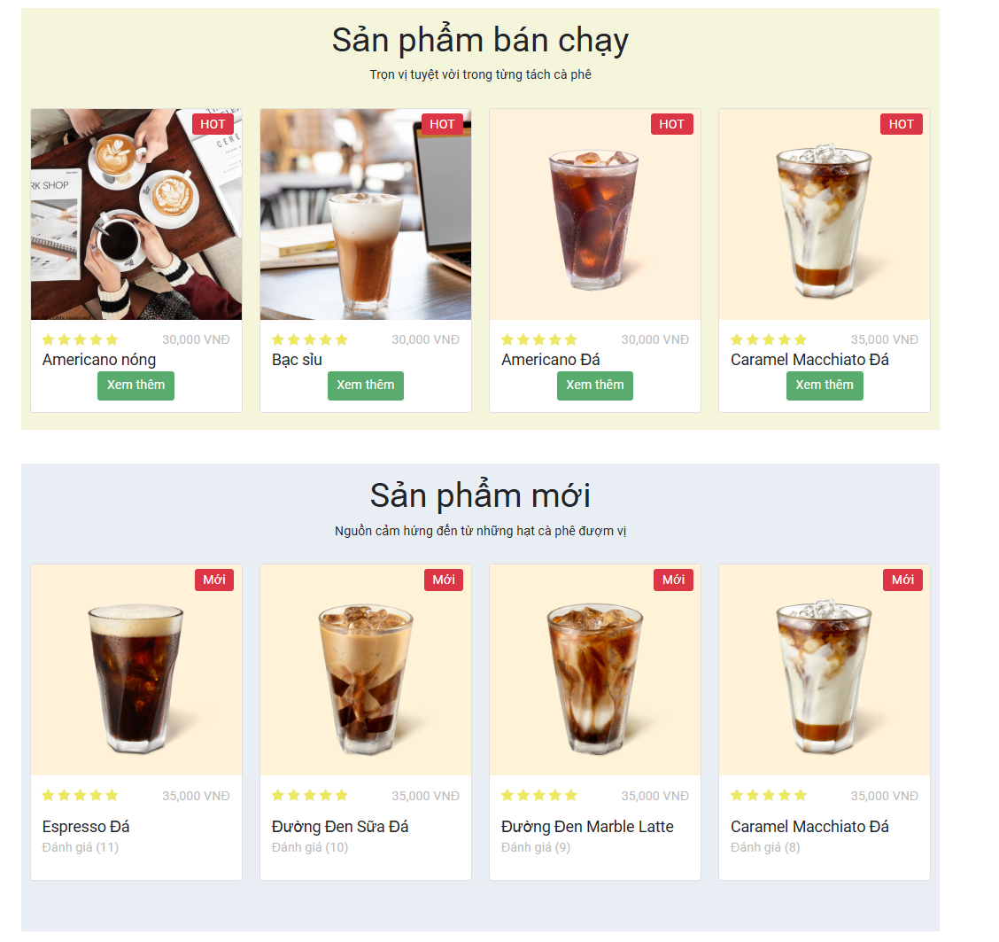 Sản phẩm bán chạy
Trọn vị tuyệt vời trong từng tách cà phê
HOT
HOT
HOT
HOT
RK SHOP
CERE
30,000 VNĐ
30,000 VNĐ
30,000 VNĐ
35,000 VNĐ
Americano nóng
Bạc sỉu
Americano Đá
Caramel Macchiato Đá
Xem thêm
Xem thêm
Xem thêm
Xem thêm
Sản phẩm mới
Nguồn cảm hứng đến từ những hạt cà phê đượm vị
Mới
Mới
Mới
Mới
35,000 VNĐ
35,000 VNĐ
35,000 VNĐ
35,000 VNĐ
Espresso Đá
Đường Đen Sữa Đá
Đường Đen Marble Latte
Caramel Macchiato Đá
Đánh giá (11)
Đánh giá (10)
Đánh giá (9)
Đánh giá (8)